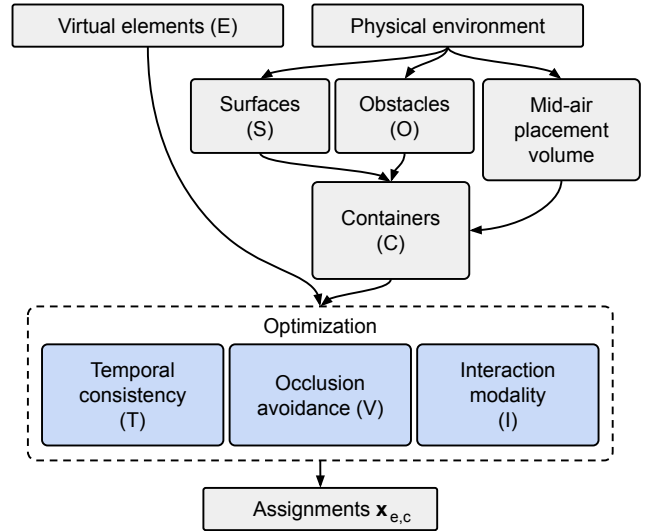 Virtual elements (E)
Physical environment
Surfaces
(S)
Obstacles
(O)
Mid-air
placement
volume
Containers
(C)
Optimization
Temporal
consistency
(T)
Occlusion
avoidance (V)
Interaction
modality
(I)
Assignments x e,c